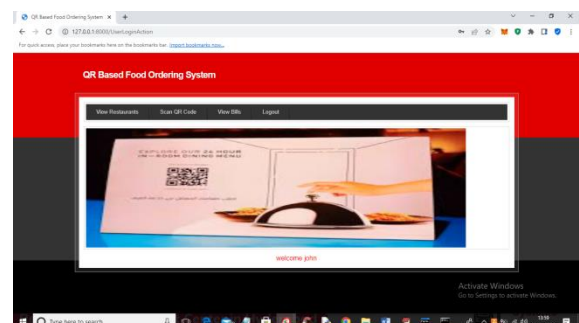 QR Based Food Ordering System
127.0.0.1:8000/UserLoginAction
For quick access, place your bookmarks here on the bookmarks bar. Import bookmarks now...
QR Based Food Ordering System
View Restaurants Scan QR Code View Bills Logout
EXPLORE OUR 24 HOUR
IN-ROOM DINING MENU
welcome john
Activate Windows
Go to Settings to activate Windows.
Type here to search
13:59